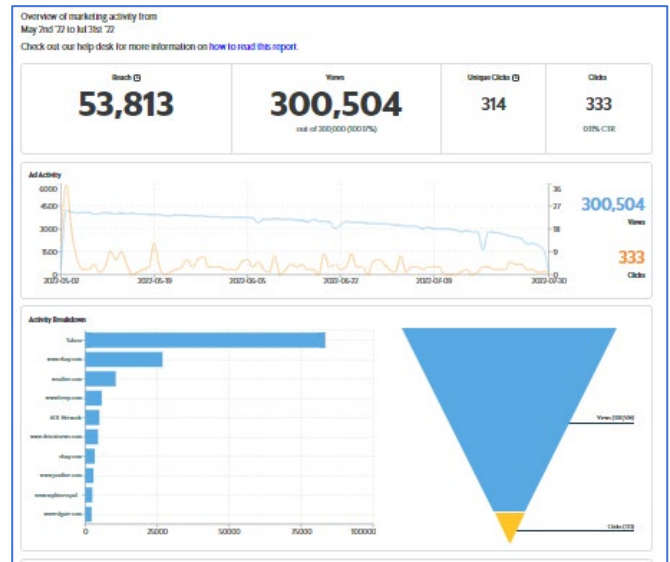 Overview of marketing activity from
May 2nd '22 to Jul 31st '22
Check out our help desk for more information on how to read this report.
Reach
Views
Unique Clicks
Clicks
53,813
300,504
314
333
out of 300,000 (100.17%)
0.11% CTR
Ad Activity
6000
4500
3000
1500
0
36
27
18
9
0
2022-05-02
2022-05-19
2022-06-05
2022-06-22
2022-07-09
2022-07-30
300,504
Views
333
Clicks
Activity Breakdown
www.ebay.com
weather.com
AOL Network
www.detroitnews.com
ebay.com
0
25000
50000
75000
100000
Views (300,504)
Clicks (333)